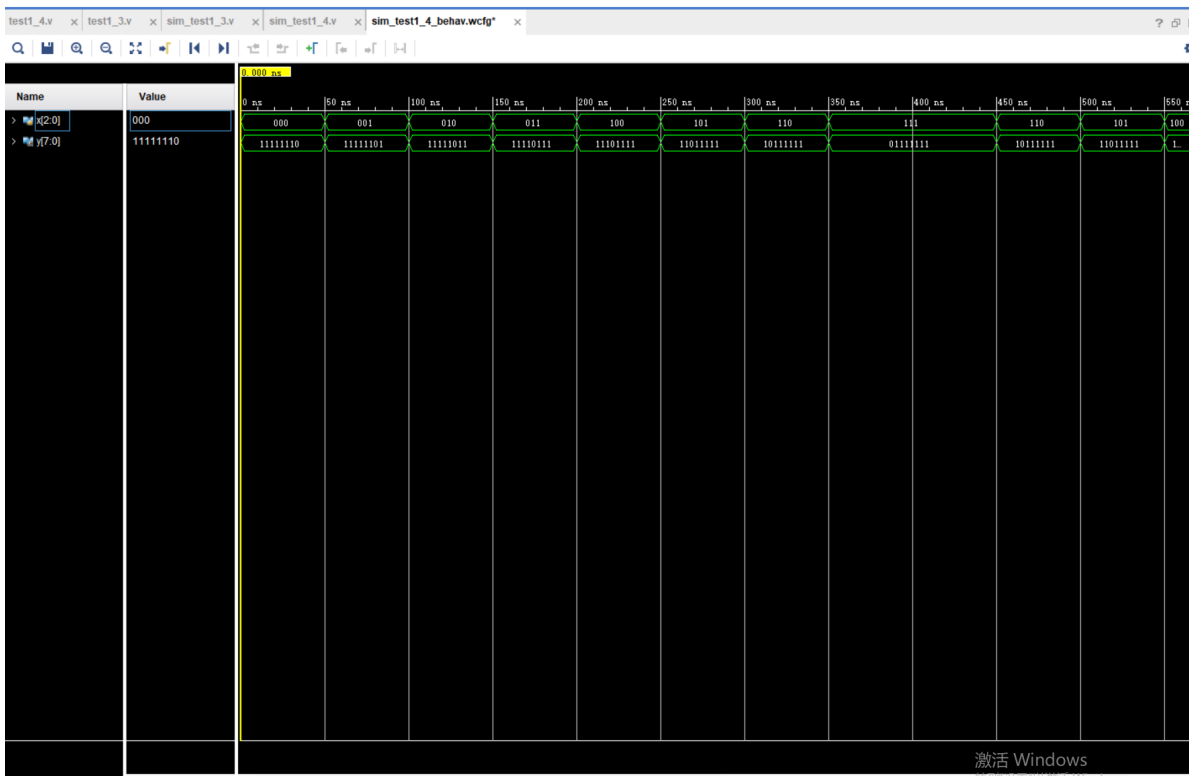 test1_4.v × test1_3.v × sim_test1_3.v × sim_test1_4.v × sim_test1_4_behav.wcfg* ×
0.000 ns
Name Value
0 ns 50 ns 100 ns 150 ns 200 ns 250 ns 300 ns 350 ns 400 ns 450 ns 500 ns 550
x[2:0] 000 000 001 010 011 100 101 110 111 110 101 100
y[7:0] 11111110 11111110 11111101 11111011 11110111 11101111 11011111 10111111 01111111 10111111 11011111 1...
激活 Windows